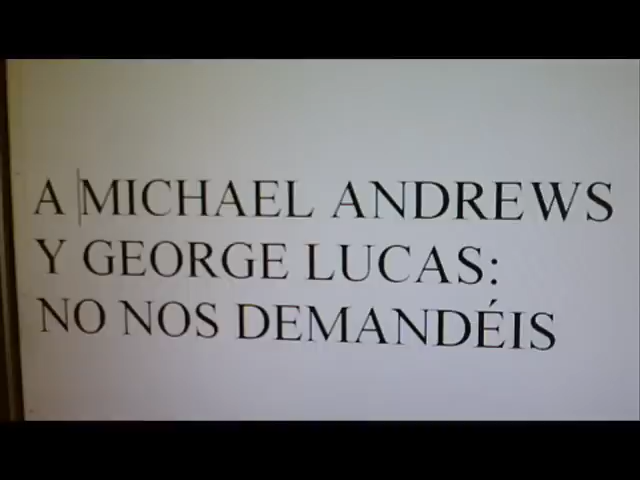 A MICHAEL ANDREWS
Y GEORGE LUCAS:
NO NOS DEMANDÉIS